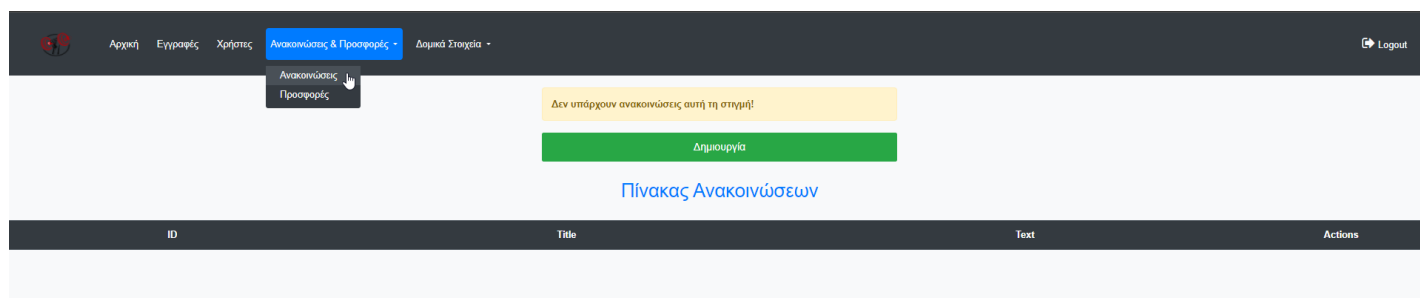 Αρχική Εγγραφές Χρήστες Ανακοινώσεις & Προσφορές Δομικά Στοιχεία Logout
Ανακοινώσεις
Προσφορές
Δεν υπάρχουν ανακοινώσεις αυτή τη στιγμή!
Δημιουργία
Πίνακας Ανακοινώσεων
ID Title Text Actions